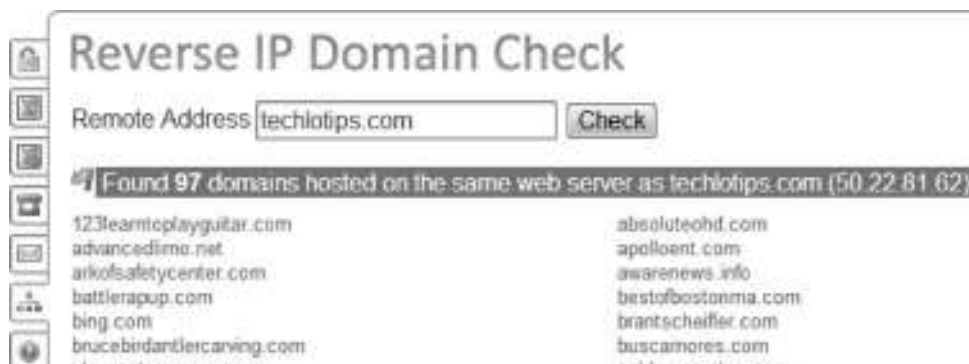 Reverse IP Domain Check
Remote Address techlotips.com Check
Found 97 domains hosted on the same web server as techlotips.com (50.22.81.62)
123learntoplayguitar.com
advancedlimo.net
arkofsafetycenter.com
battlerapup.com
bing.com
brucebirdantlercarving.com
absoluteohd.com
apolloent.com
awarenews.info
bestofbostonma.com
brantscheifler.com
buscamores.com